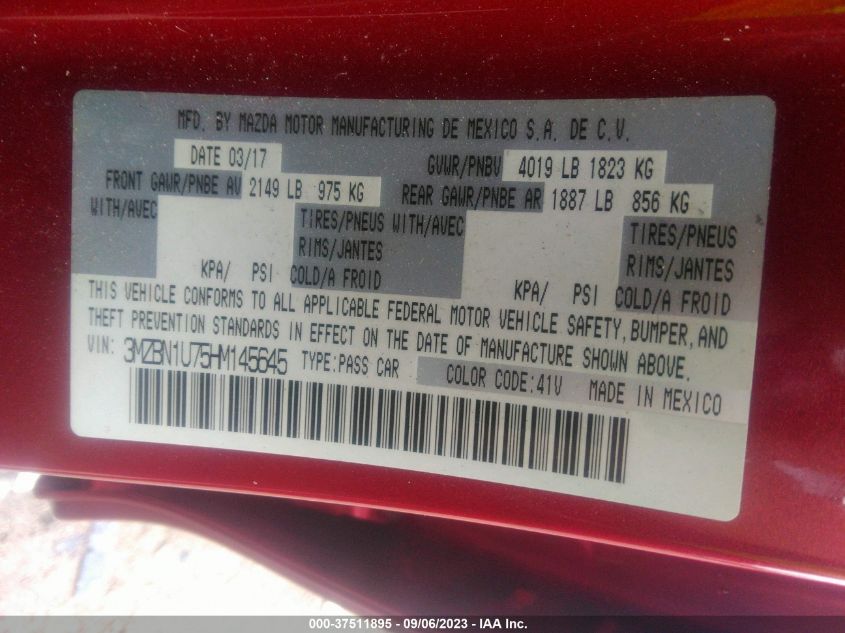 MFD. BY MAZDA MOTOR MANUFACTURING DE MEXICO S.A. DE C.V.
DATE 03/17 GVWR/PNBV 4019 LB 1823 KG
FRONT GAWR/PNBE AV 2149 LB 975 KG REAR GAWR/PNBE AR 1887 LB 856 KG
WITH/AVEC TIRES/PNEUS WITH/AVEC TIRES/PNEUS
RIMS/JANTES RIMS/JANTES
KPA/ PSI COLD/A FROID KPA/ PSI COLD/A FROID
THIS VEHICLE CONFORMS TO ALL APPLICABLE FEDERAL MOTOR VEHICLE SAFETY, BUMPER, AND
THEFT PREVENTION STANDARDS IN EFFECT ON THE DATE OF MANUFACTURE SHOWN ABOVE.
VIN: 3MZBN1U75HM145645 TYPE:PASS CAR COLOR CODE:41V MADE IN MEXICO
000-37511895 - 09/06/2023 - IAA Inc.